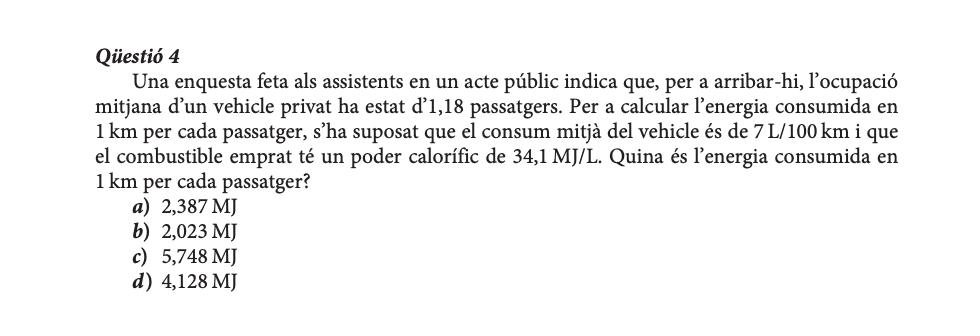 Qüestió 4
Una enquesta feta als assistents en un acte públic indica que, per a arribar-hi, l’ocupació
mitjana d’un vehicle privat ha estat d’1,18 passatgers. Per a calcular l’energia consumida en
1 km per cada passatger, s’ha suposat que el consum mitjà del vehicle és de 7 L/100 km i que
el combustible emprat té un poder calorífic de 34,1 MJ/L. Quina és l’energia consumida en
1 km per cada passatger?
a) 2,387 MJ
b) 2,023 MJ
c) 5,748 MJ
d) 4,128 MJ